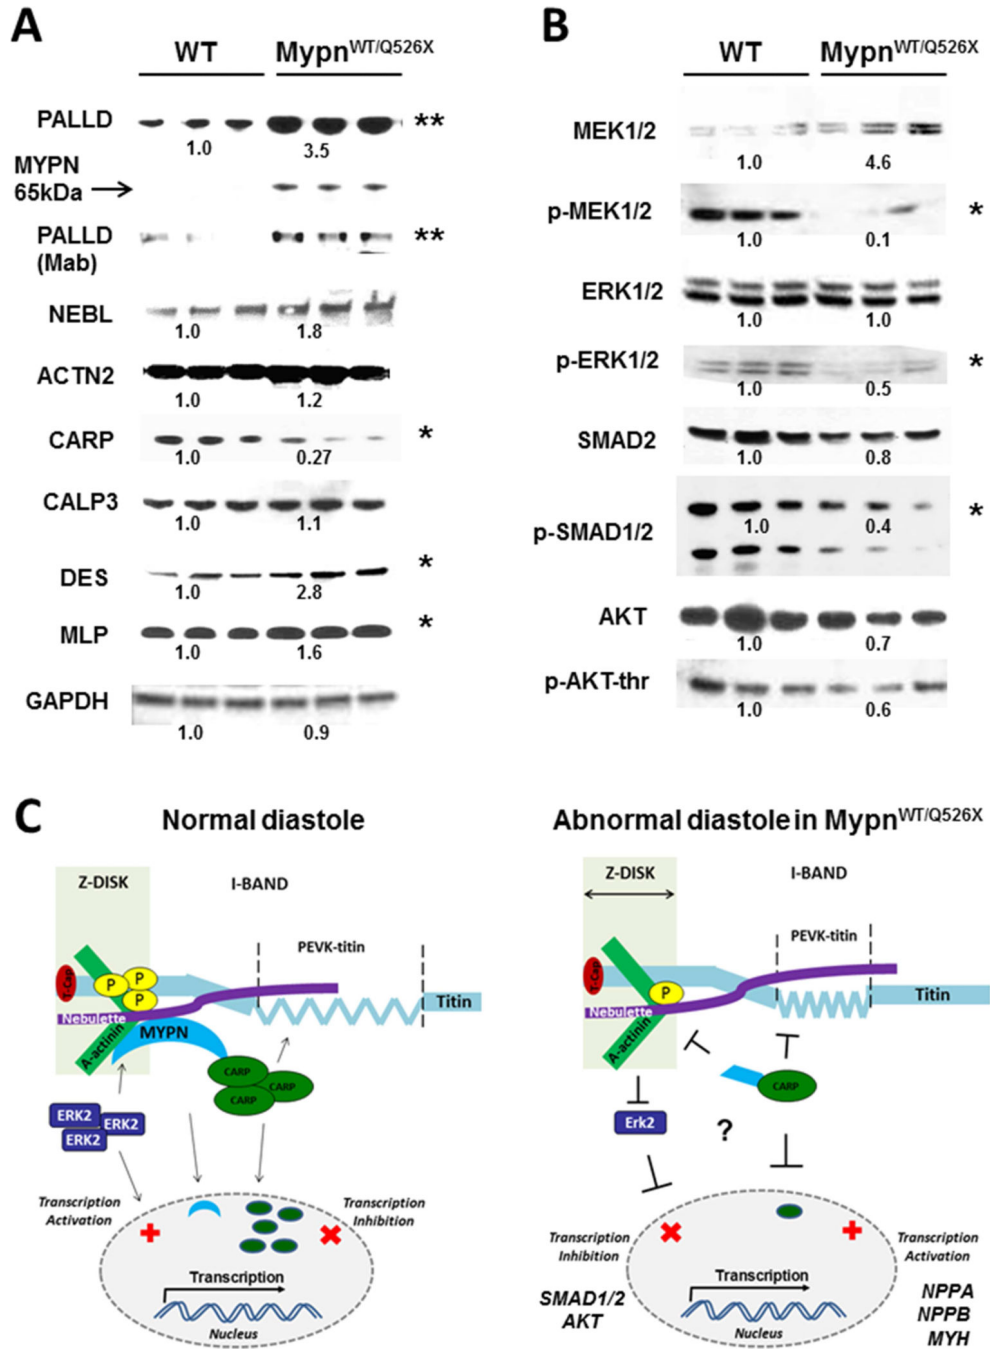 A
WT MypnWT/Q526X
PALLD **
1.0 3.5
MYPN
65kDa
PALLD **
(Mab)
NEBL
1.0 1.8
ACTN2
1.0 1.2
CARP *
1.0 0.27
CALP3
1.0 1.1
DES *
1.0 2.8
MLP *
1.0 1.6
GAPDH
1.0 0.9
B
WT MypnWT/Q526X
MEK1/2
1.0 4.6
p-MEK1/2 *
1.0 0.1
ERK1/2
1.0 1.0
p-ERK1/2 *
1.0 0.5
SMAD2
1.0 0.8
p-SMAD1/2 *
1.0 0.4
AKT
1.0 0.7
p-AKT-thr
1.0 0.6
C
Normal diastole
Z-DISK I-BAND
PEVK-titin
T-Cap
P P
P
Titin
Nebulette
MYPN
A-actinin
CARP
CARP
CARP
ERK2
ERK2
ERK2
Transcription
Activation
Transcription
Inhibition
Transcription
Nucleus
Abnormal diastole in MypnWT/Q526X
Z-DISK I-BAND
PEVK-titin
T-Cap
P
Titin
Nebulette
A-actinin
CARP
Erk2
?
Transcription
Inhibition
SMAD1/2
AKT
Transcription
Activation
NPPA
NPPB
MYH
Transcription
Nucleus